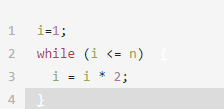 1 i=1;
2 while (i <= n) {
3 i = i * 2;
4 }